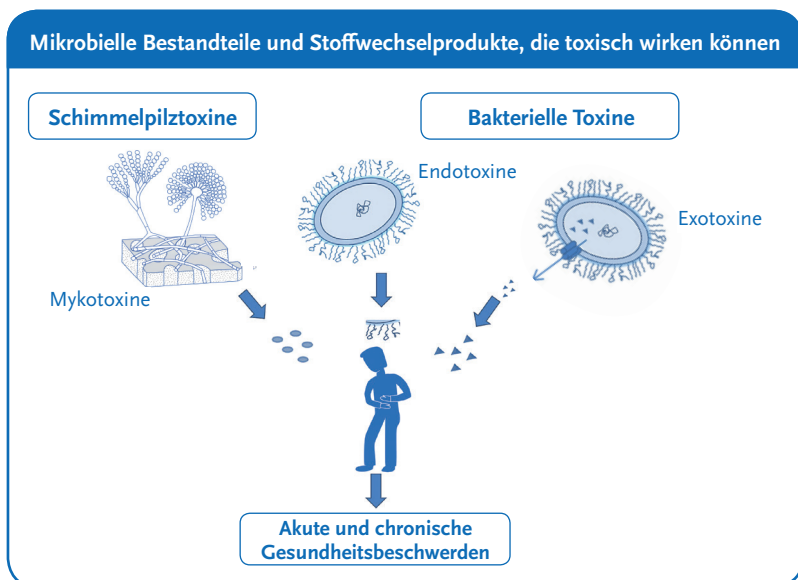 Mikrobielle Bestandteile und Stoffwechselprodukte, die toxisch wirken können
Schimmelpilztoxine
Bakterielle Toxine
Endotoxine
Exotoxine
Mykotoxine
Akute und chronische
Gesundheitsbeschwerden